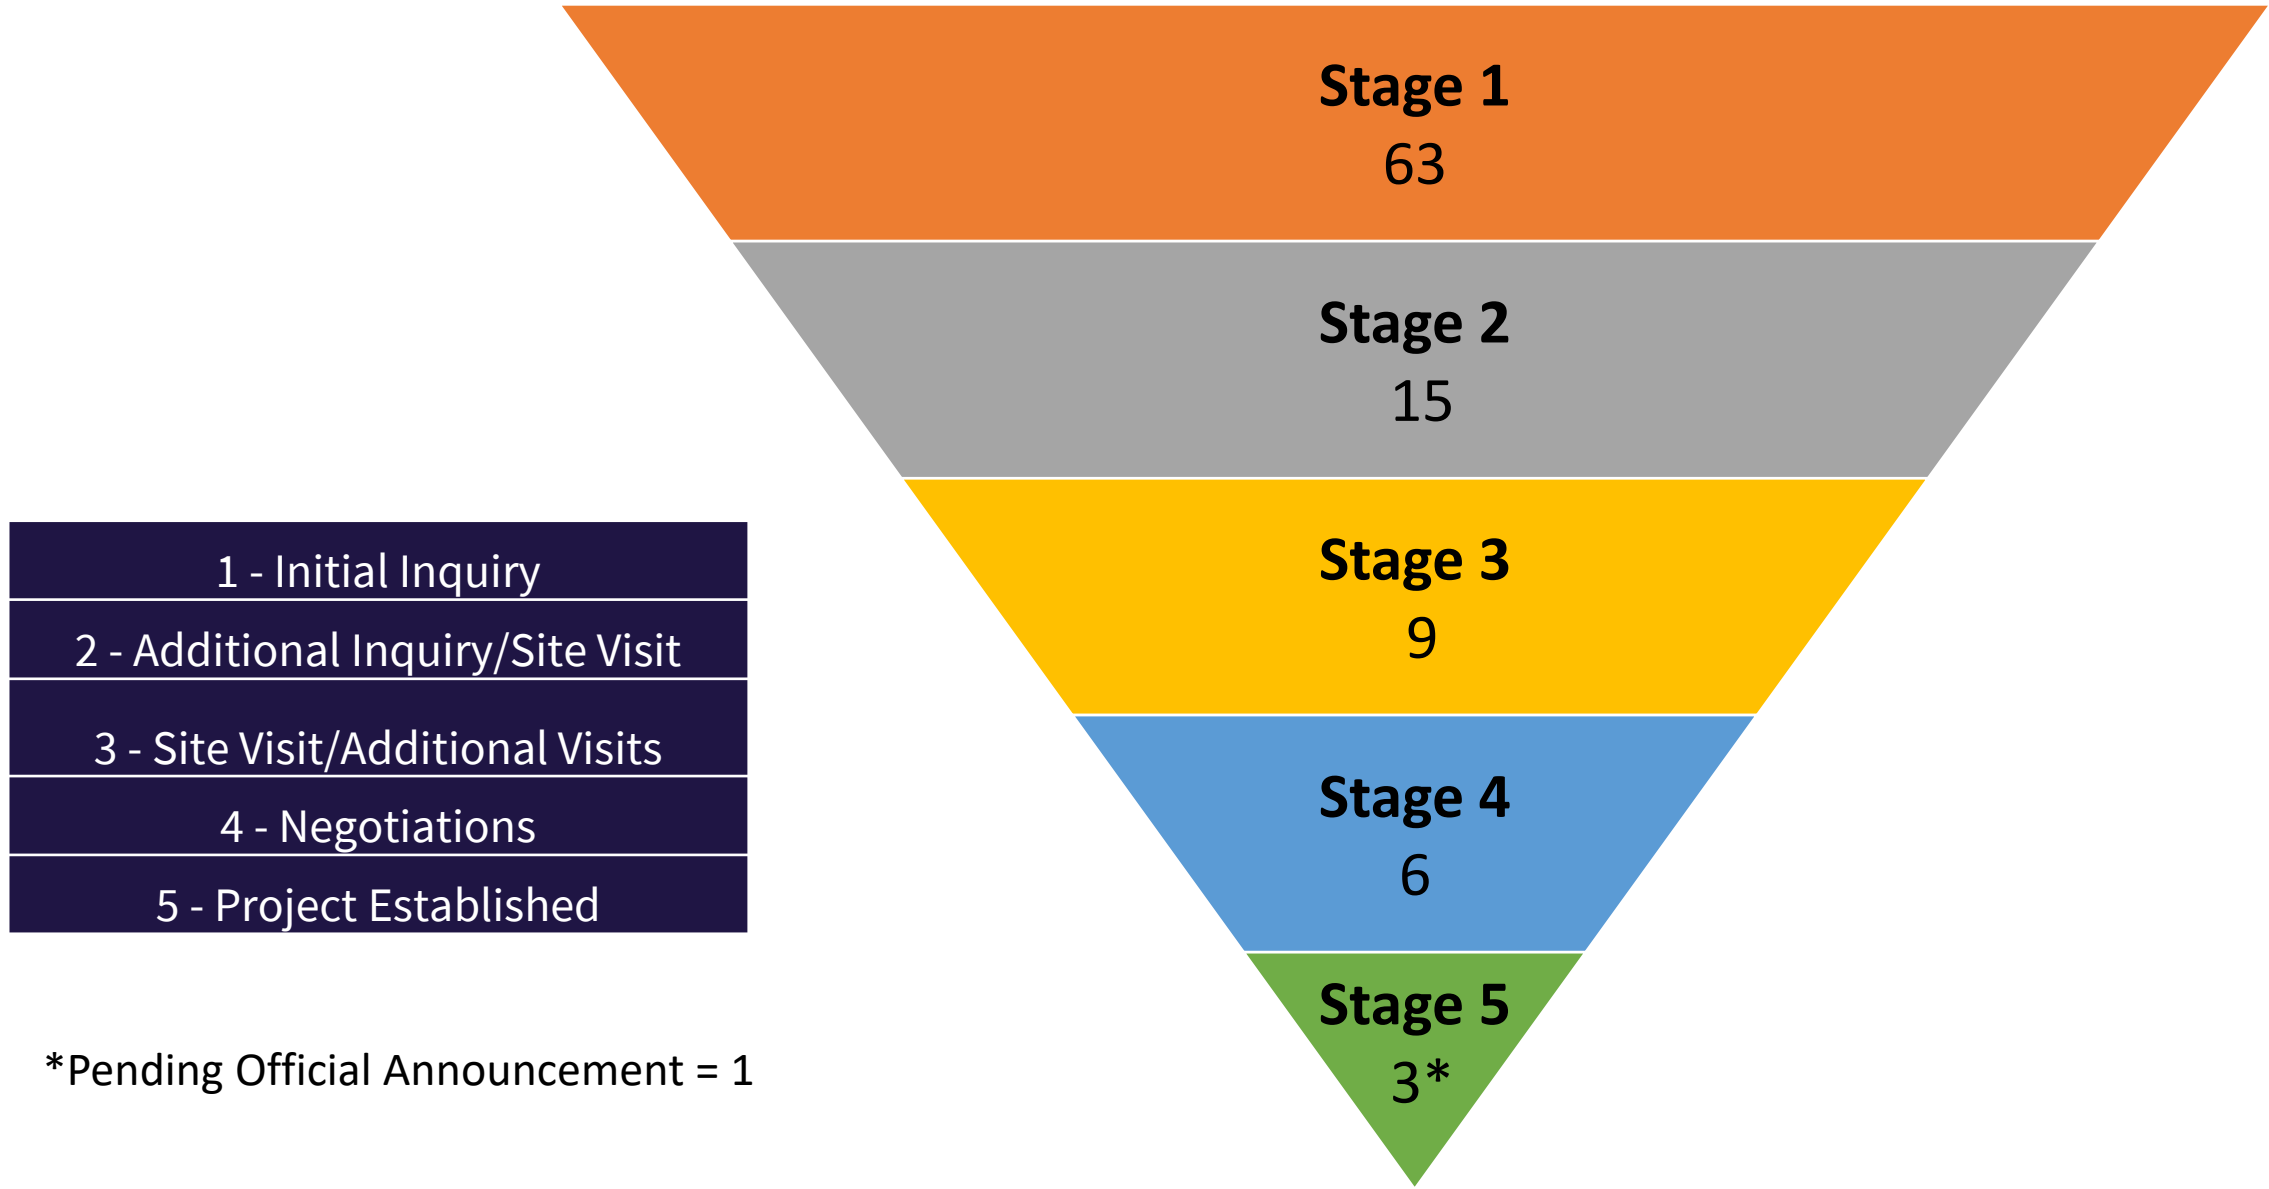 Stage 1
63
Stage 2
15
Stage 3
9
Stage 4
6
Stage 5
3*
1 - Initial Inquiry
2 - Additional Inquiry/Site Visit
3 - Site Visit/Additional Visits
4 - Negotiations
5 - Project Established
*Pending Official Announcement = 1